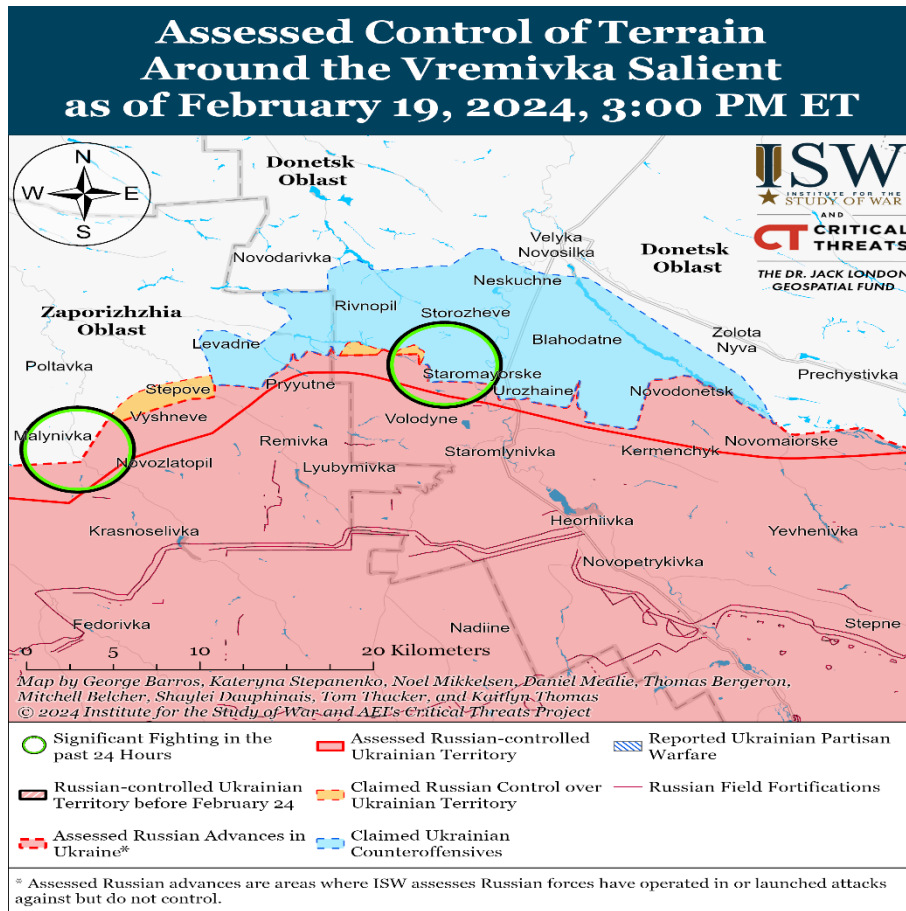 Assessed Control of Terrain
Around the Vremivka Salient
as of February 19, 2024, 3:00 PM ET
N
W
E
S
Donetsk
Oblast
ISW
INSTITUTE FOR THE
STUDY OF WAR
AND
CT CRITICAL
THREATS
THE DR. JACK LONDON
GEOSPATIAL FUND
Velyka
Novosilka
Donetsk
Oblast
Novodarivka
Neskuchne
Zaporizhzhia
Oblast
Rivnopil
Storozheve
Levadne
Blahodatne
Zolota
Nyva
Poltavka
Prechystivka
Stepove
Pryyutne
Staromayorske
Urozhaine
Novodonetsk
Vyshneve
Volodyne
Malynivka
Remivka
Novomaiorske
Staromlynivka
Kermenchyk
Novozlatopil
Lyubymivka
Krasnoselivka
Heorhiivka
Yevhenivka
Novopetrykivka
Fedorivka
Nadiine
Stepne
0 5 10 20 Kilometers
Map by George Barros, Kateryna Stepanenko, Noel Mikkelsen, Daniel Mealie, Thomas Bergeron,
Mitchell Belcher, Shaylei Dauphinais, Tom Thacker, and Kaitlyn Thomas
© 2024 Institute for the Study of War and AEI's Critical Threats Project
Significant Fighting in the
past 24 Hours
Assessed Russian-controlled
Ukrainian Territory
Reported Ukrainian Partisan
Warfare
Russian-controlled Ukrainian
Territory before February 24
Claimed Russian Control over
Ukrainian Territory
Russian Field Fortifications
Assessed Russian Advances in
Ukraine*
Claimed Ukrainian
Counteroffensives
* Assessed Russian advances are areas where ISW assesses Russian forces have operated in or launched attacks
against but do not control.